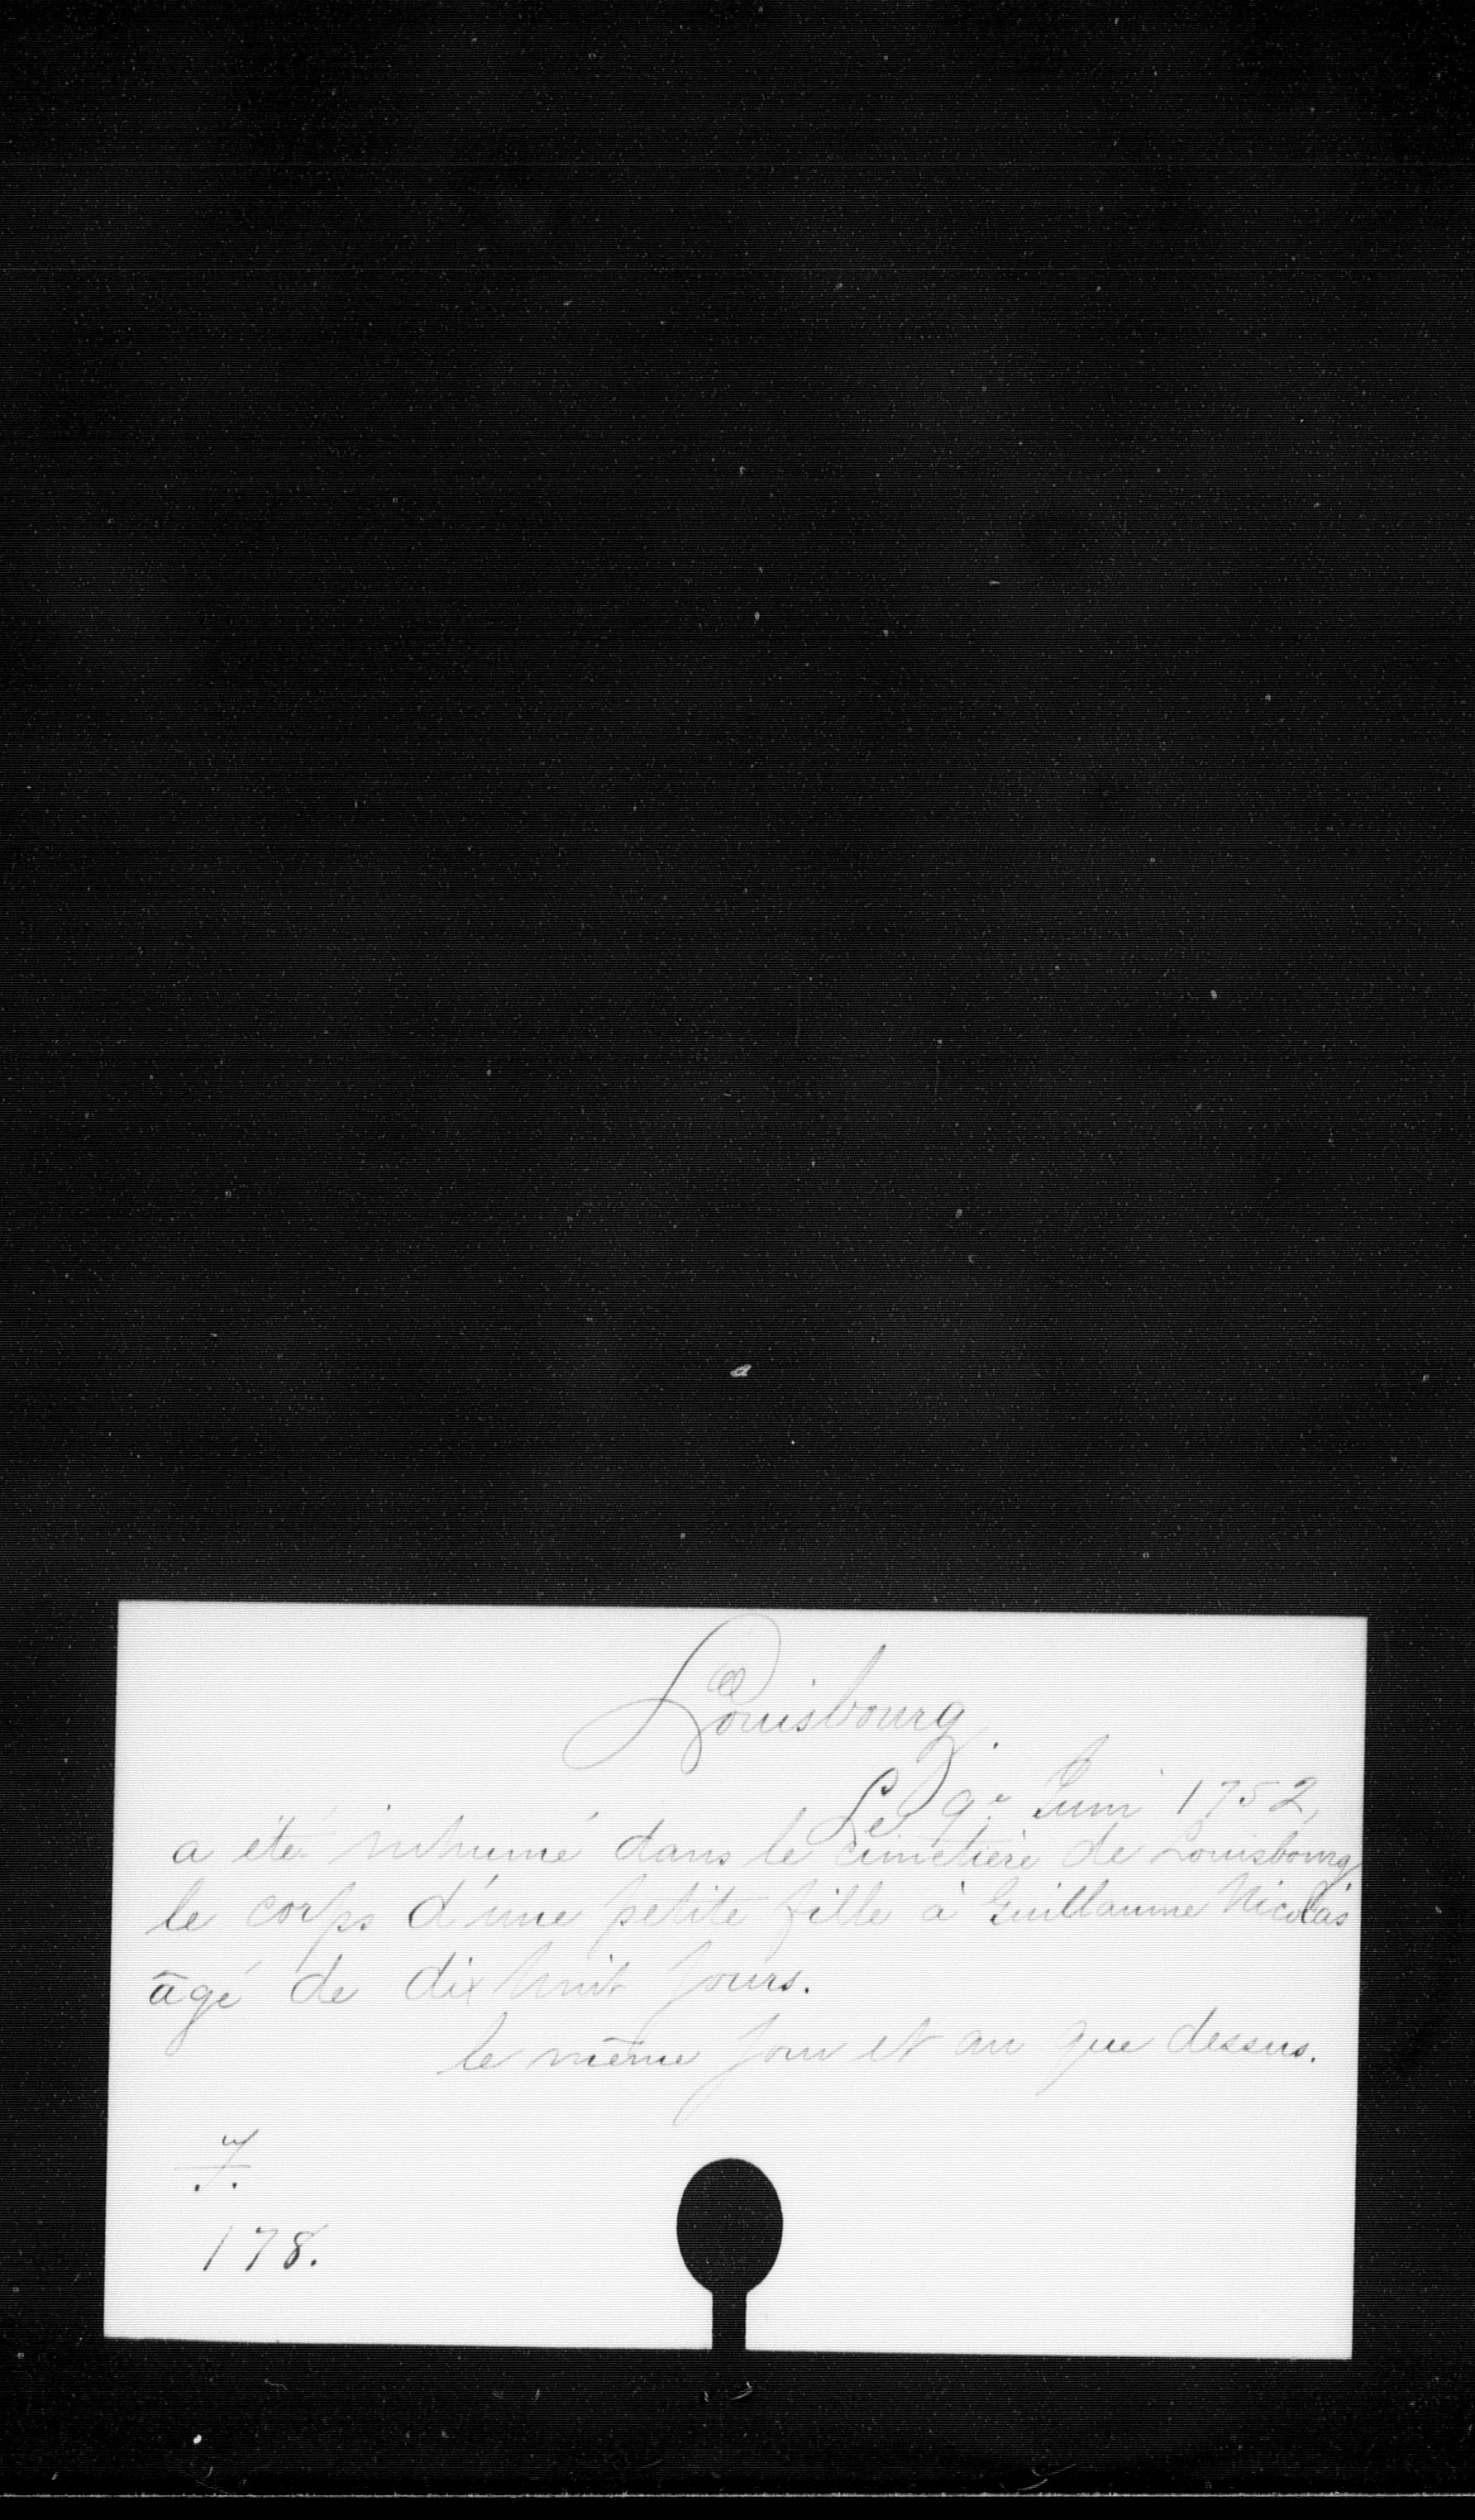 Louisbourg.
Le 9e Juin 1752,
a été inhumé dans le cimetière de Louisbourg
le corps d'une petite fille à Guillaume Nicolas
âgé de dix huit jours.
le même jour et an que dessus.
7.
178.